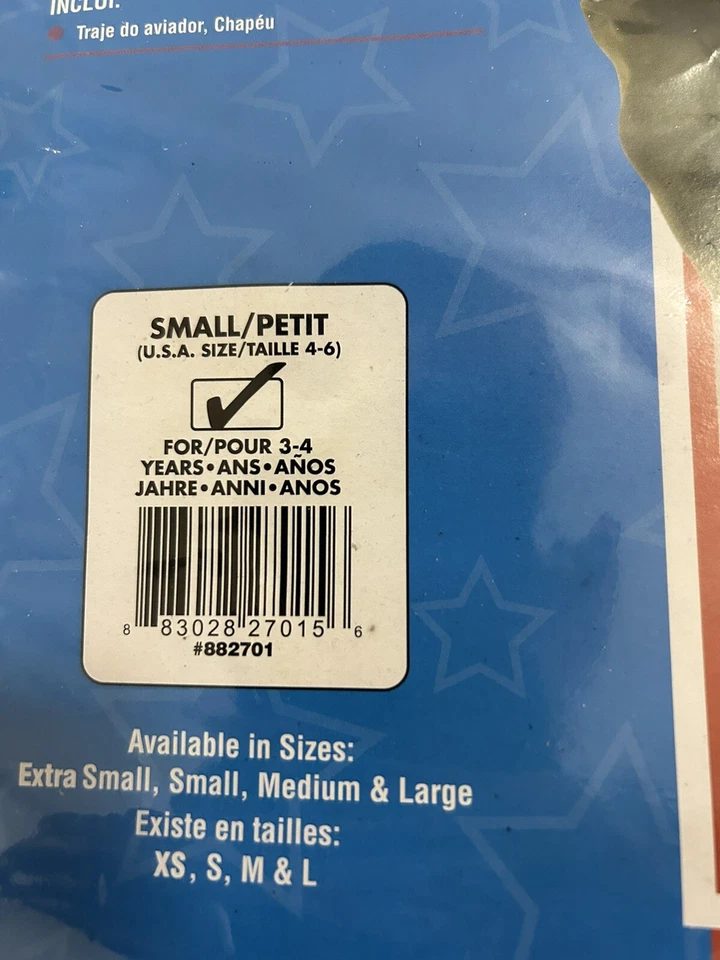 INCLUI:
Traje do aviador, Chapéu
SMALL/PETIT
(U.S.A. SIZE/TAILLE 4-6)
FOR/POUR 3-4
YEARS•ANS•AÑOS
JAHRE•ANNI•ANOS
8 83028 27015 6
#882701
Available in Sizes:
Extra Small, Small, Medium & Large
Existe en tailles:
XS, S, M & L